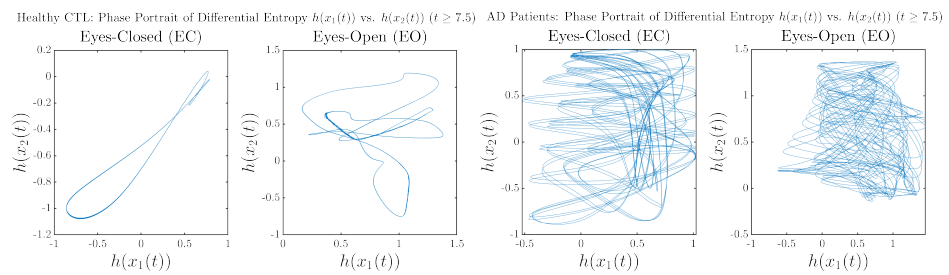 Healthy CTL: Phase Portrait of Differential Entropy h(x₁(t)) vs. h(x₂(t)) (t ≥ 7.5)
AD Patients: Phase Portrait of Differential Entropy h(x₁(t)) vs. h(x₂(t)) (t ≥ 7.5)
Eyes-Closed (EC)
Eyes-Open (EO)
Eyes-Closed (EC)
Eyes-Open (EO)
h(x₂(t))
0.2
0
-0.2
-0.4
-0.6
-0.8
-1
-1.2
-1 -0.5 0 0.5 1
h(x₁(t))
h(x₂(t))
1.5
1
0.5
0
-0.5
-1
0 0.5 1 1.5
h(x₁(t))
h(x₂(t))
1
0.5
0
-0.5
-1
-0.5 0 0.5 1
h(x₁(t))
h(x₂(t))
1.5
1
0.5
0
-0.5
-1 -0.5 0 0.5 1
h(x₁(t))